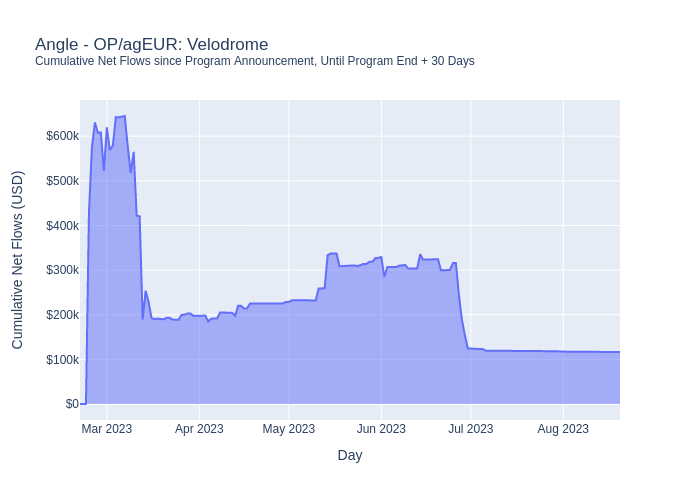 Angle - OP/agEUR: Velodrome
Cumulative Net Flows since Program Announcement, Until Program End + 30 Days
Cumulative Net Flows (USD)
$600k
$500k
$400k
$300k
$200k
$100k
$0
Mar 2023
Apr 2023
May 2023
Jun 2023
Jul 2023
Aug 2023
Day